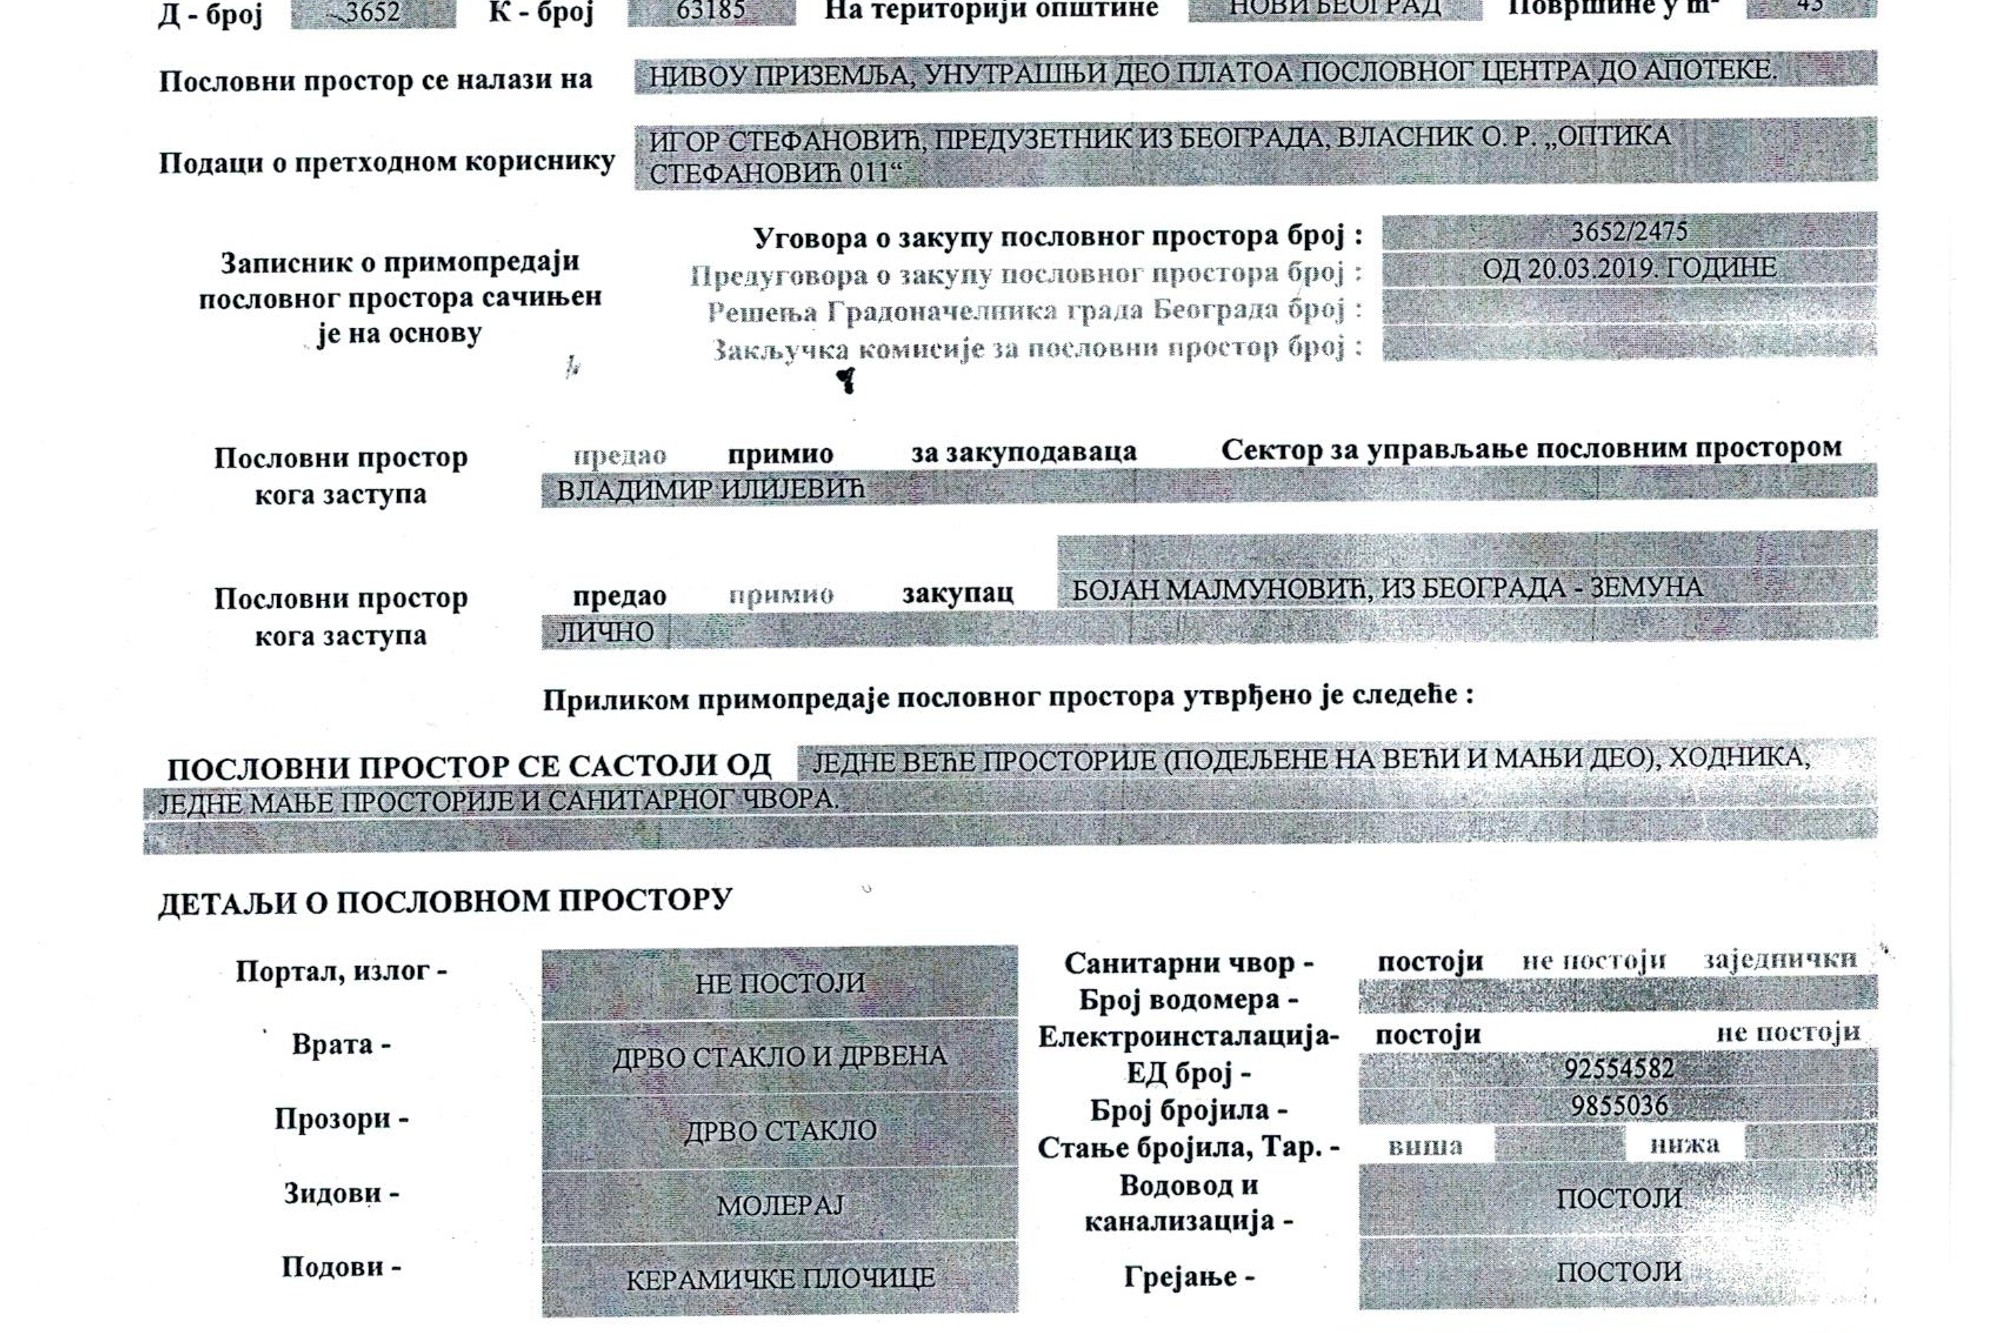 Д - број 3652 К - број 63185 На територији општине НОВИ БЕОГРАД Површине у m² 43
Пословни простор се налази на НИВОУ ПРИЗЕМЉА, УНУТРАШЊИ ДЕО ПЛАТОА ПОСЛОВНОГ ЦЕНТРА ДО АПОТЕКЕ.
Подаци о претходном кориснику ИГОР СТЕФАНОВИЋ, ПРЕДУЗЕТНИК ИЗ БЕОГРАДА, ВЛАСНИК О. Р. „ОПТИКА
СТЕФАНОВИЋ 011“
Записник о примопредаји
пословног простора сачињен
је на основу
Уговора о закупу пословног простора број : 3652/2475
Предуговора о закупу пословног простора број : ОД 20.03.2019. ГОДИНЕ
Решења Градоначелника града Београда број :
Закључка комисије за пословни простор број :
Пословни простор предао примио за закуподаваца Сектор за управљање пословним простором
кога заступа ВЛАДИМИР ИЛИЈЕВИЋ
Пословни простор предао примио закупац БОЈАН МАЈМУНОВИЋ, ИЗ БЕОГРАДА - ЗЕМУНА
кога заступа ЛИЧНО
Приликом примопредаје пословног простора утврђено је следеће :
ПОСЛОВНИ ПРОСТОР СЕ САСТОЈИ ОД ЈЕДНЕ ВЕЋЕ ПРОСТОРИЈЕ (ПОДЕЉЕНЕ НА ВЕЋИ И МАЊИ ДЕО), ХОДНИКА,
ЈЕДНЕ МАЊЕ ПРОСТОРИЈЕ И САНИТАРНОГ ЧВОРА.
ДЕТАЉИ О ПОСЛОВНОМ ПРОСТОРУ
Портал, излог - НЕ ПОСТОЈИ
Врата - ДРВО СТАКЛО И ДРВЕНА
Прозори - ДРВО СТАКЛО
Зидови - МОЛЕРАЈ
Подови - КЕРАМИЧКЕ ПЛОЧИЦЕ
Санитарни чвор - постоји не постоји заједнички
Број водомера -
Електроинсталација- постоји не постоји
ЕД број - 92554582
Број бројила - 9855036
Стање бројила, Тар. - виша нижа
Водовод и
канализација - ПОСТОЈИ
Грејање - ПОСТОЈИ